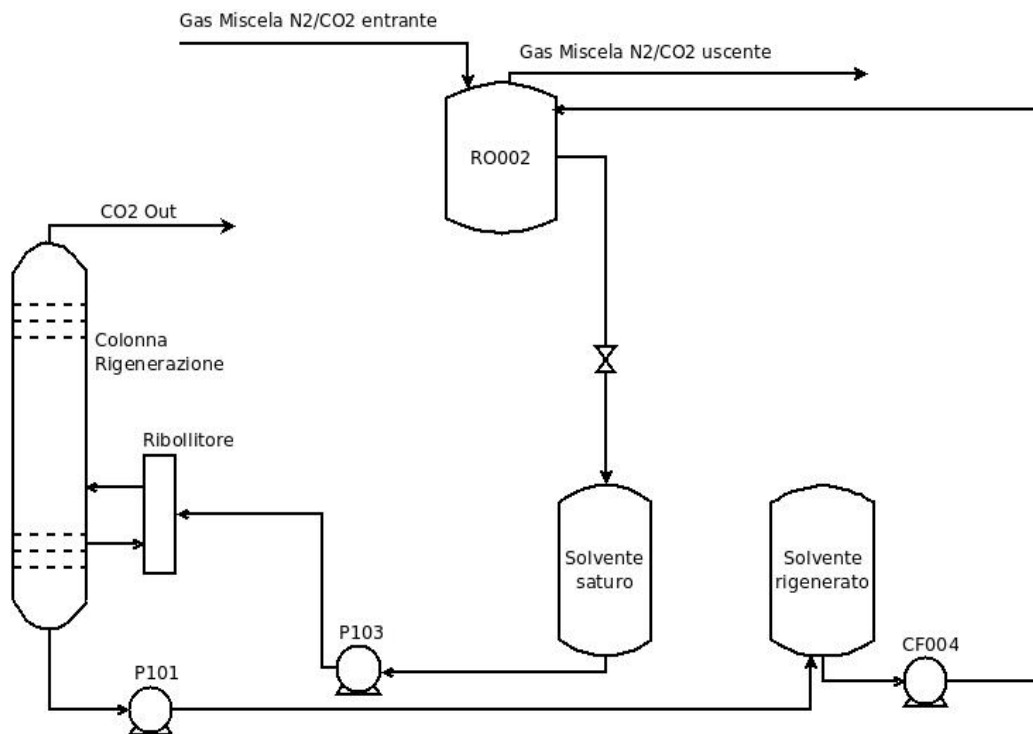 Gas Miscela N2/CO2 entrante
Gas Miscela N2/CO2 uscente
RO002
CO2 Out
Colonna
Rigenerazione
Ribollitore
Solvente
saturo
Solvente
rigenerato
P103
CF004
P101